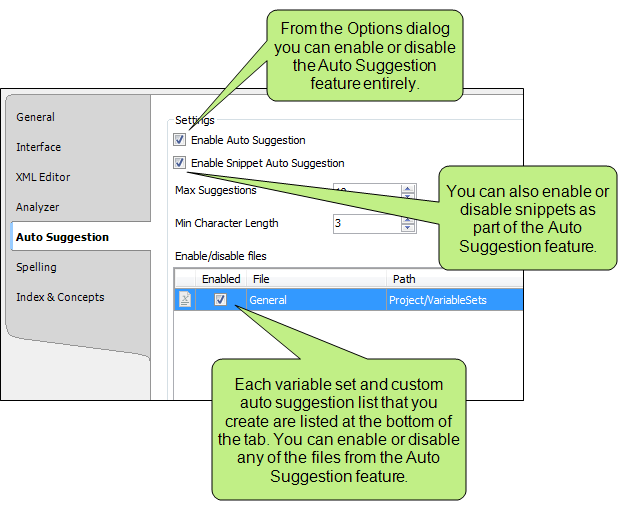 From the Options dialog
you can enable or disable
the Auto Suggestion
feature entirely.
General
Interface
XML Editor
Analyzer
Auto Suggestion
Spelling
Index & Concepts
Settings
Enable Auto Suggestion
Enable Snippet Auto Suggestion
Max Suggestions
Min Character Length 3
You can also enable or
disable snippets as
part of the Auto
Suggestion feature.
Enable/disable files
Enabled File Path
General Project/VariableSets
Each variable set and custom
auto suggestion list that you
create are listed at the bottom of
the tab. You can enable or disable
any of the files from the Auto
Suggestion feature.